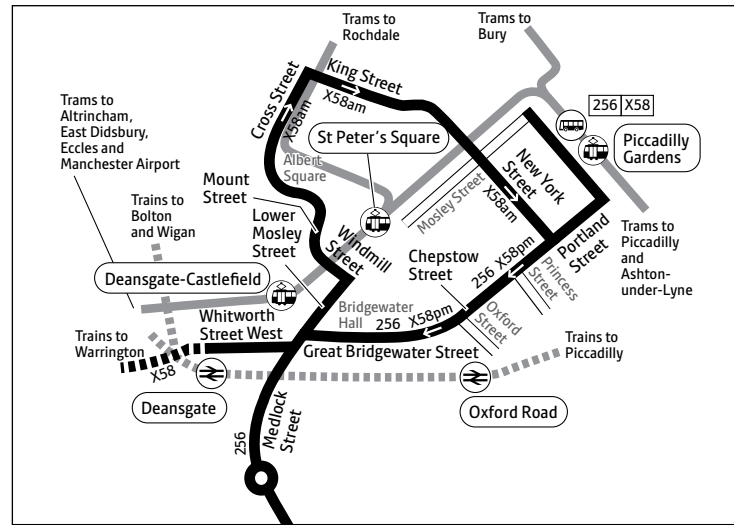 Trams to
Rochdale
Trams to
Bury
King Street
X58am
Cross Street
X58am
256 X58
Trams to
Altrincham,
East Didsbury,
Eccles and
Manchester Airport
St Peter's Square
Piccadilly
Gardens
Albert
Square
New York
Street
Mosley Street
X58am
Mount
Street
Trains to
Bolton
and Wigan
Lower
Mosley
Street
Windmill
Street
Chepstow
Street
256 X58pm
Portland
Street
Princess
Street
Trams to
Piccadilly
and
Ashton-
under-Lyne
Deansgate-Castlefield
Whitworth
Street West
Bridgewater
Hall
256 X58pm
Oxford
Street
Trains to
Warrington
X58
Great Bridgewater Street
Trains to
Piccadilly
Deansgate
Oxford Road
256
Medlock
Street